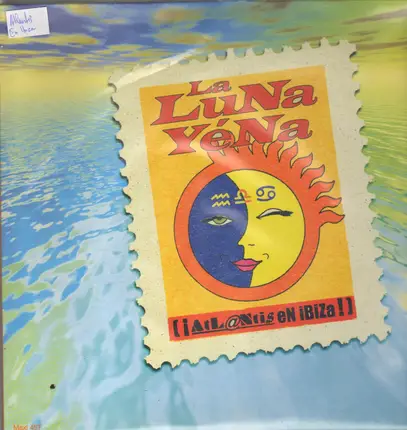 La
LuNa
YéNa
(¡AtL@Ntis eN iBiZa!)